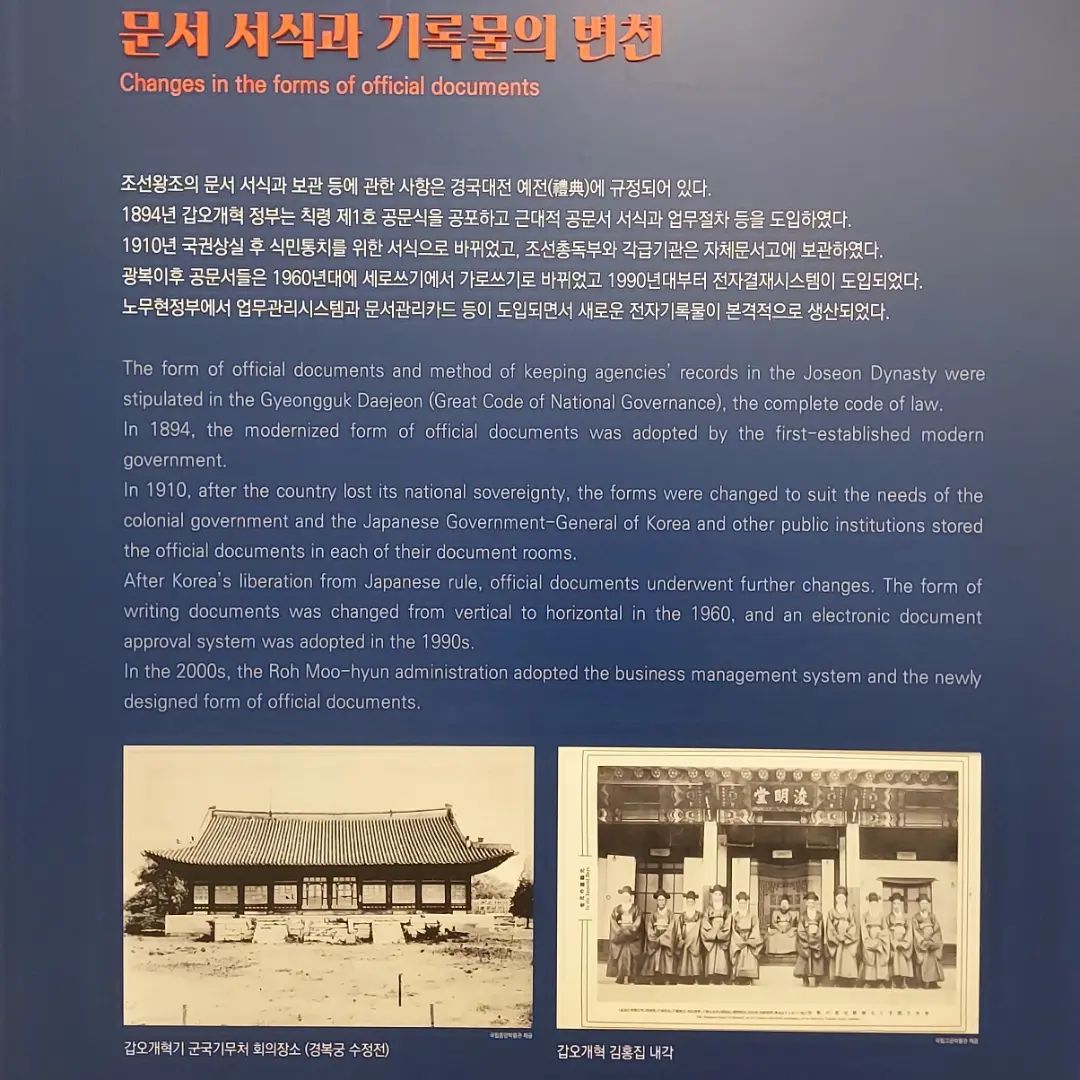 문서 서식과 기록물의 변천
Changes in the forms of official documents
조선왕조의 문서 서식과 보관 등에 관한 사항은 경국대전 예전(禮典)에 규정되어 있다.
1894년 갑오개혁 정부는 칙령 제1호 공문식을 공포하고 근대적 공문서 서식과 업무절차 등을 도입하였다.
1910년 국권상실 후 식민통치를 위한 서식으로 바뀌었고, 조선총독부와 각급기관은 자체문서고에 보관하였다.
광복이후 공문서들은 1960년대에 세로쓰기에서 가로쓰기로 바뀌었고 1990년대부터 전자결재시스템이 도입되었다.
노무현정부에서 업무관리시스템과 문서관리카드 등이 도입되면서 새로운 전자기록물이 본격적으로 생산되었다.
The form of official documents and method of keeping agencies' records in the Joseon Dynasty were
stipulated in the Gyeongguk Daejeon (Great Code of National Governance), the complete code of law.
In 1894, the modernized form of official documents was adopted by the first-established modern
government.
In 1910, after the country lost its national sovereignty, the forms were changed to suit the needs of the
colonial government and the Japanese Government-General of Korea and other public institutions stored
the official documents in each of their document rooms.
After Korea's liberation from Japanese rule, official documents underwent further changes. The form of
writing documents was changed from vertical to horizontal in the 1960, and an electronic document
approval system was adopted in the 1990s.
In the 2000s, the Roh Moo-hyun administration adopted the business management system and the newly
designed form of official documents.
堂明浚
국립중앙박물관 제공
갑오개혁기 군국기무처 회의장소 (경복궁 수정전)
국립고궁박물관 제공
갑오개혁 김홍집 내각